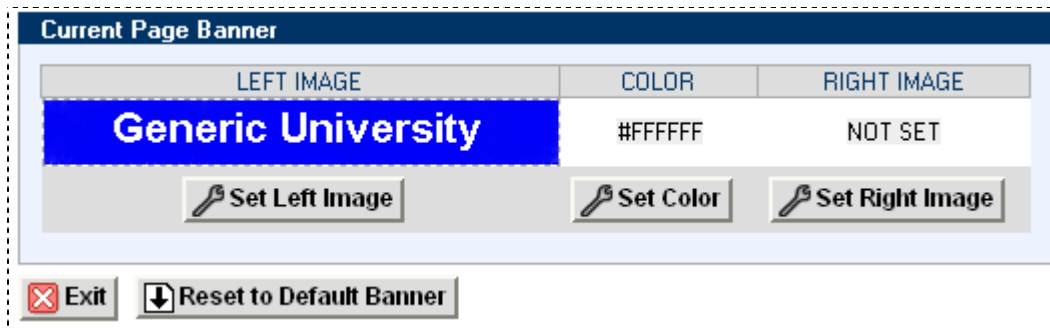 Current Page Banner
LEFT IMAGE COLOR RIGHT IMAGE
Generic University #FFFFFF NOT SET
Set Left Image Set Color Set Right Image
Exit Reset to Default Banner